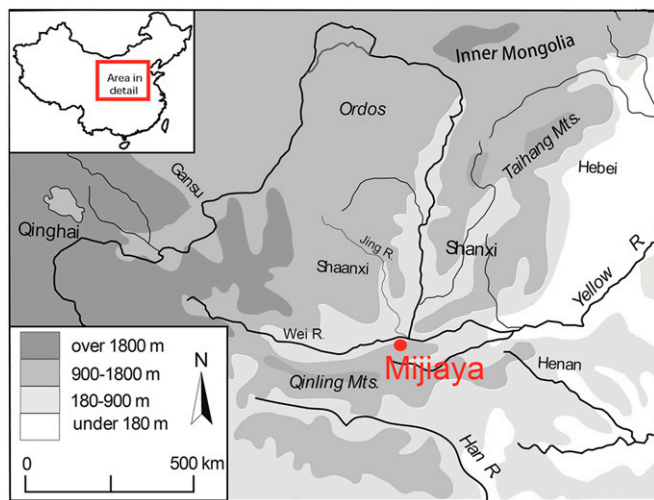 Area in
detail
Inner Mongolia
Ordos
Taihang Mts.
Hebei
Gansu
Qinghai
Jing R.
Shanxi
Shaanxi
Yellow R
Wei R.
Mijiaya
Henan
Qinling Mts.
Han R
over 1800 m
900-1800 m
180-900 m
under 180 m
N
0
500 km